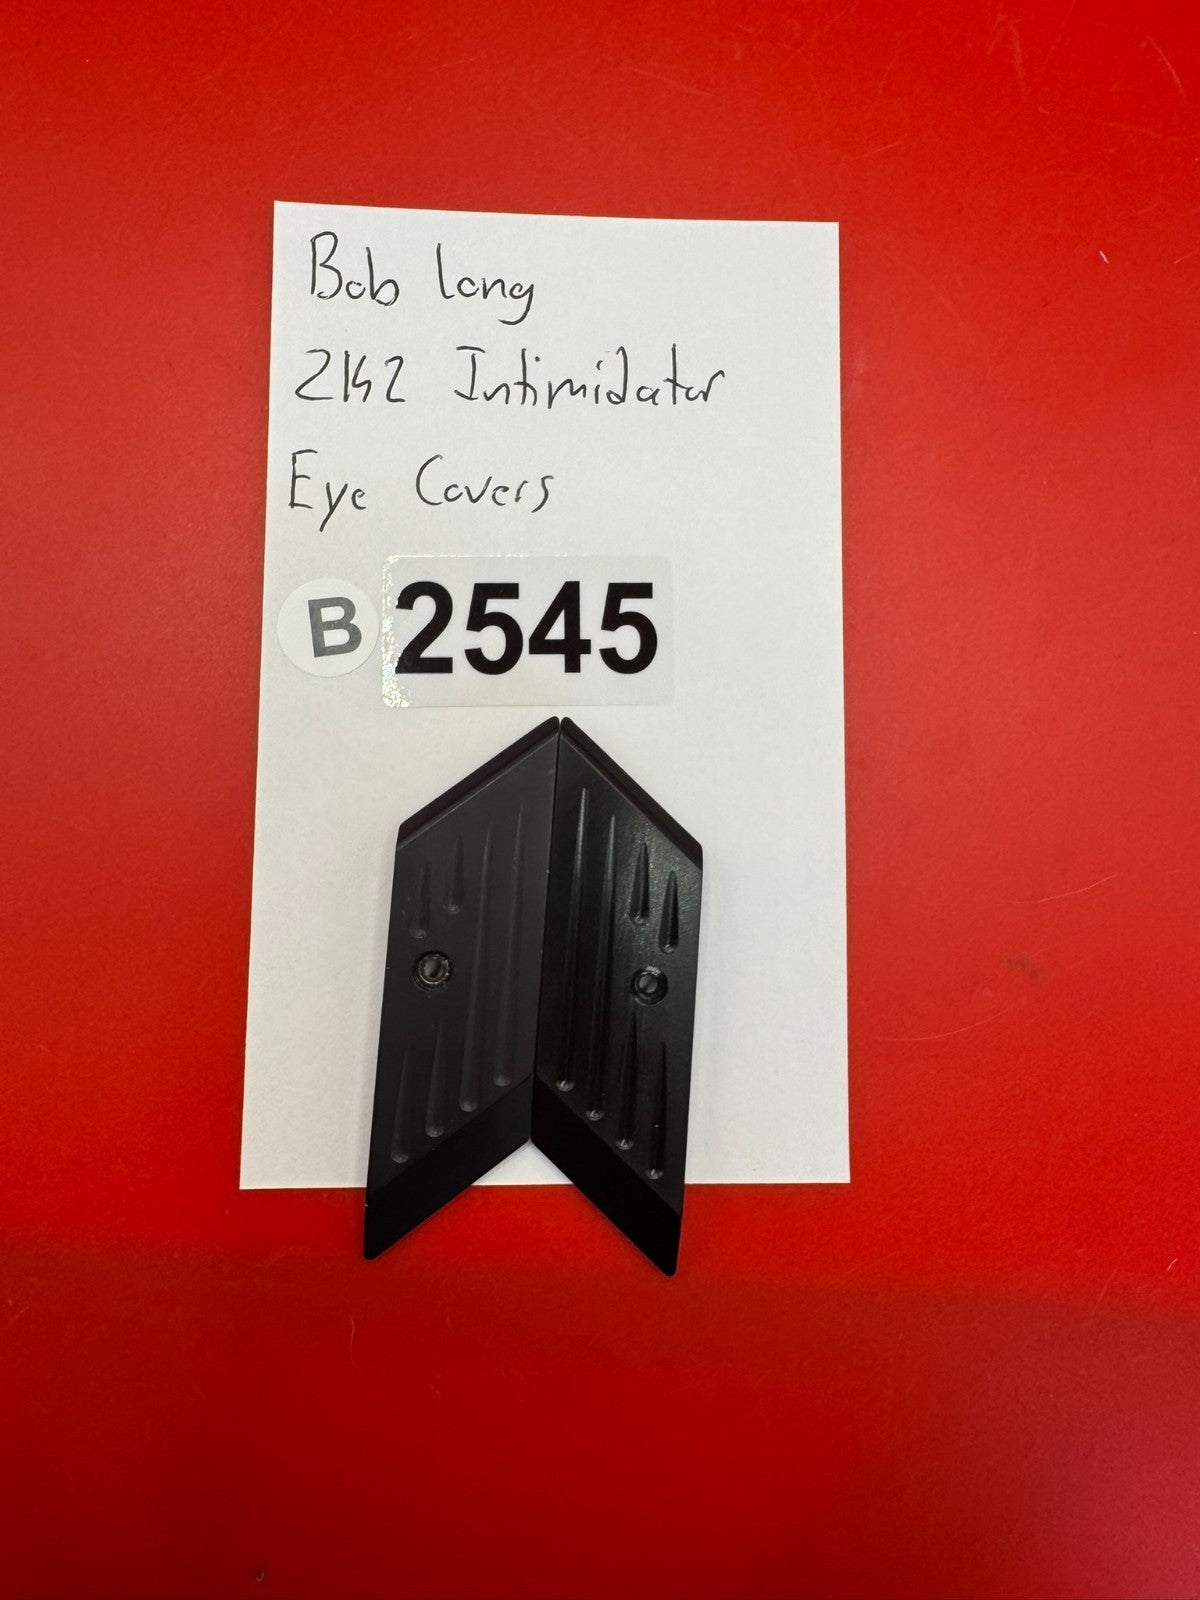 Bob Long
2K2 Intimidator
Eye Covers
B 2545